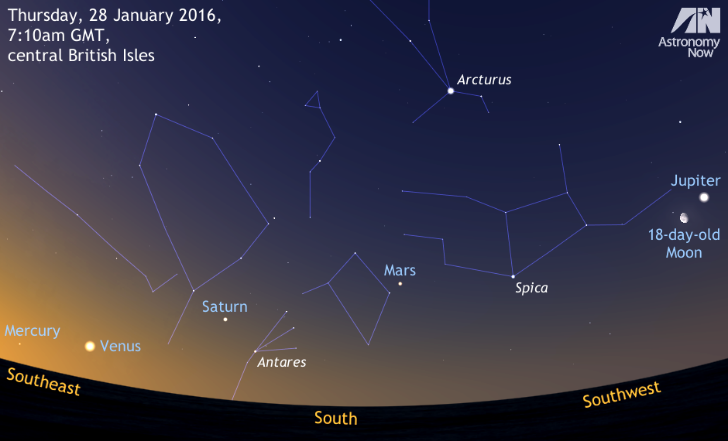 Thursday, 28 January 2016,
7:10am GMT,
central British Isles
AN
Astronomy
Now
Arcturus
Jupiter
18-day-old
Moon
Mars
Spica
Saturn
Mercury
Venus
Antares
Southeast
South
Southwest